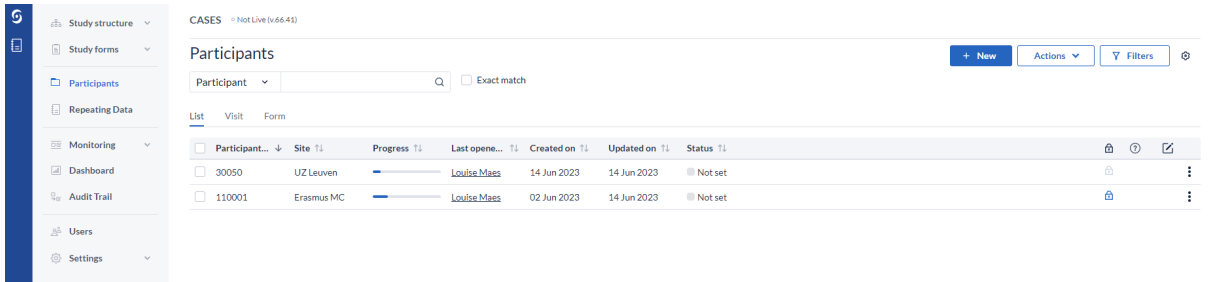 CASES Not Live (v.66.41)
Study structure
Study forms
Participants
Repeating Data
Monitoring
Dashboard
Audit Trail
Users
Settings
Participants
+ New Actions Filters
Participant Exact match
List Visit Form
Participant... Site Progress Last opene... Created on Updated on Status
30050 UZ Leuven Louise Maes 14 Jun 2023 14 Jun 2023 Not set
110001 Erasmus MC Louise Maes 02 Jun 2023 14 Jun 2023 Not set